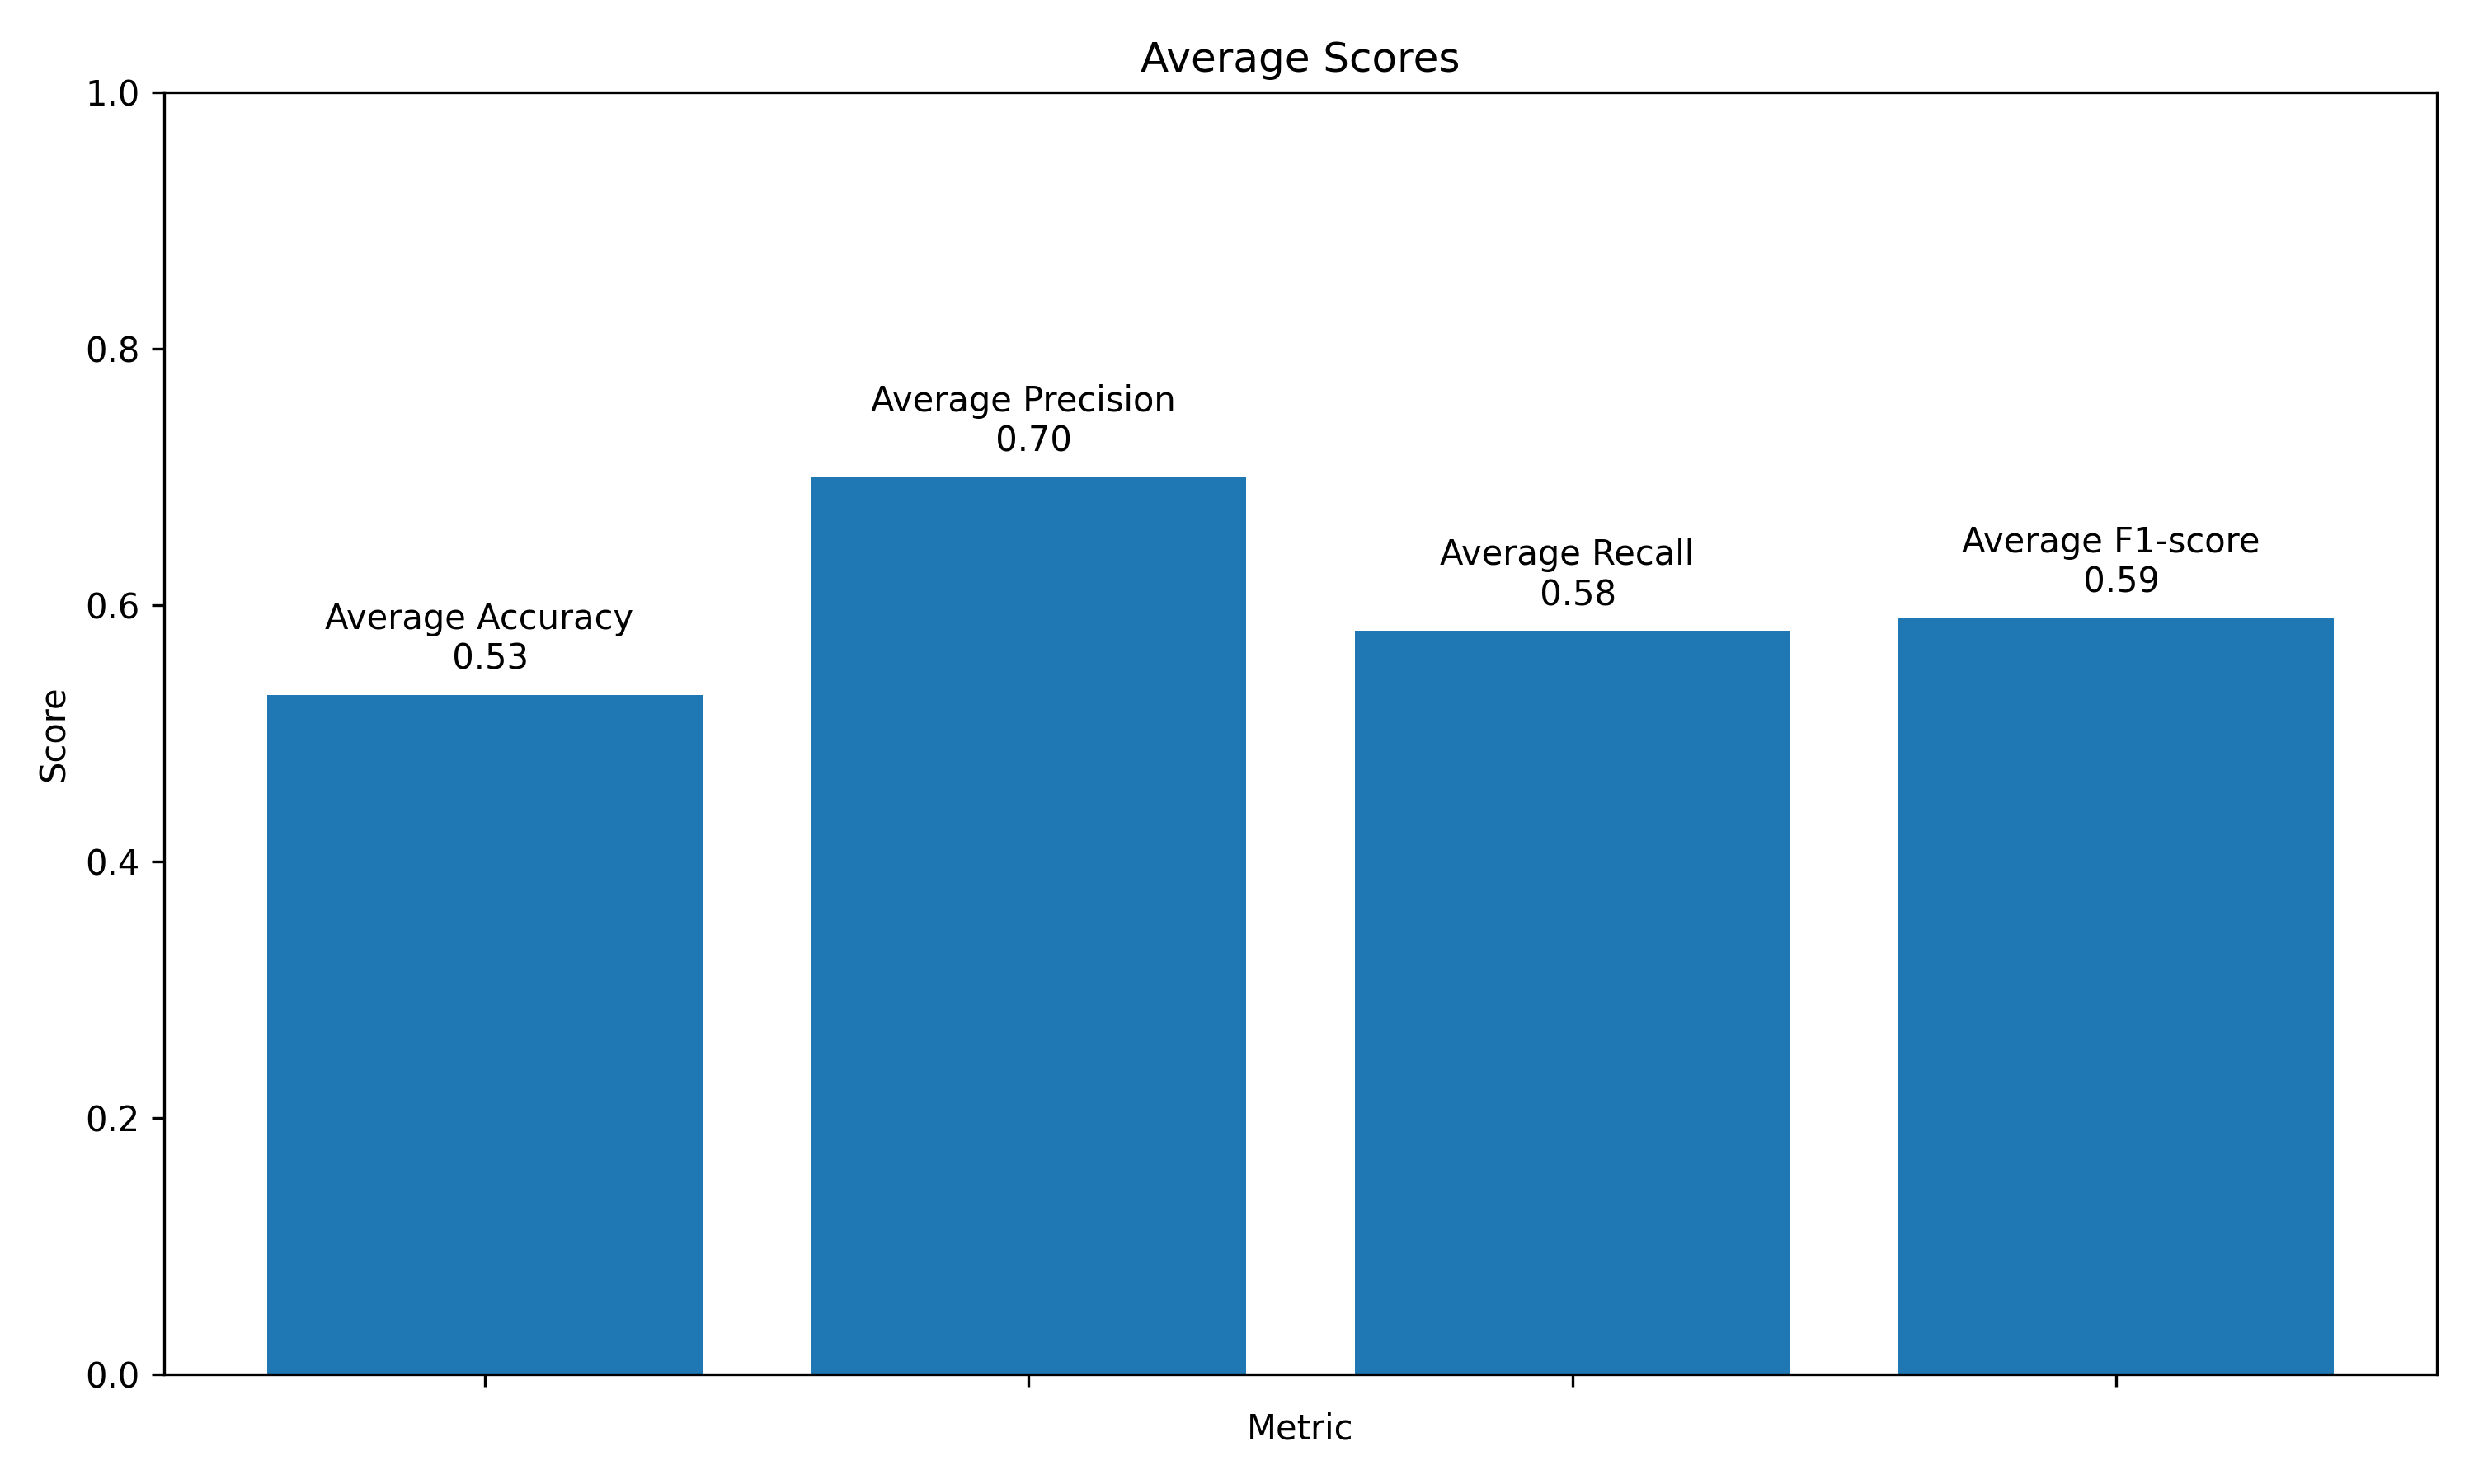 Average Scores
1.0
0.8
0.6
0.4
0.2
0.0
Score
Average Accuracy
0.53
Average Precision
0.70
Average Recall
0.58
Average F1-score
0.59
Metric